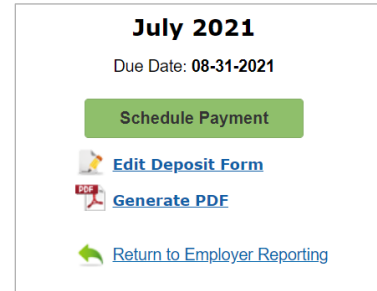 July 2021
Due Date: 08-31-2021
Schedule Payment
Edit Deposit Form
PDF
Generate PDF
Return to Employer Reporting